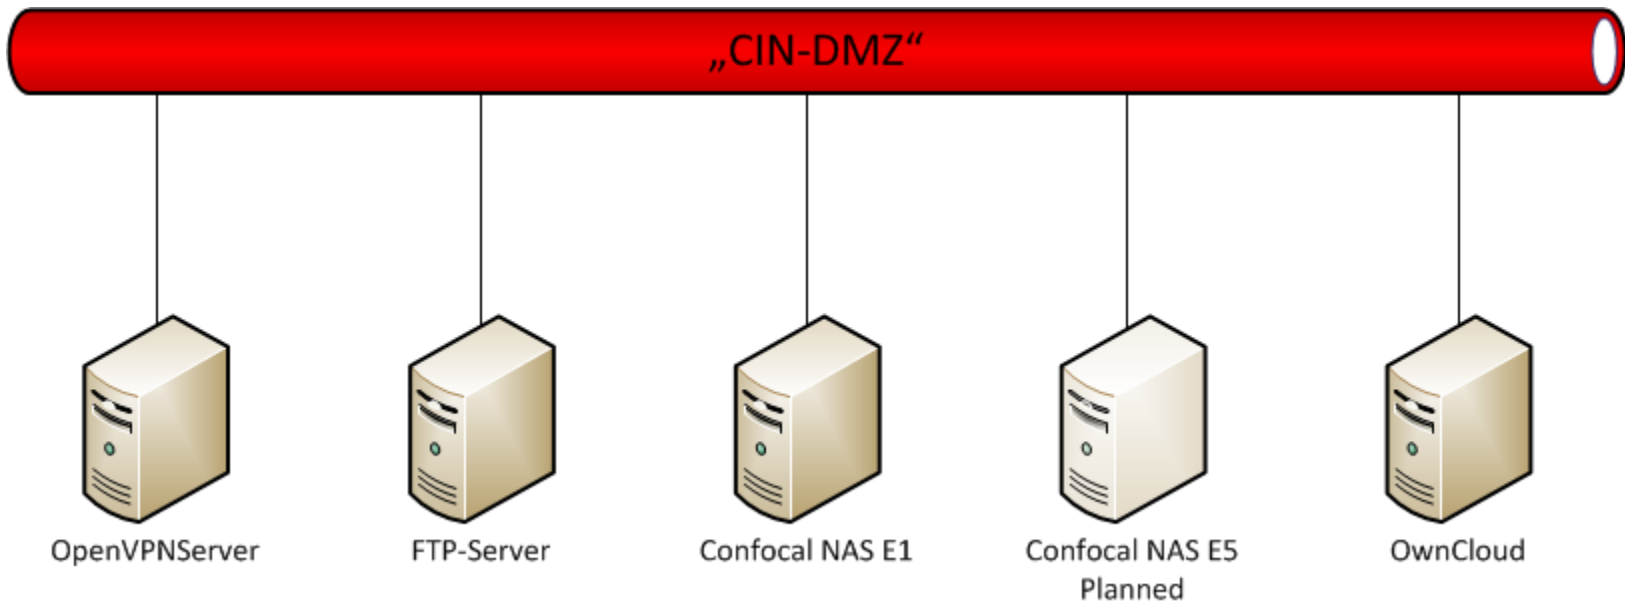 „CIN-DMZ“
OpenVPNServer
FTP-Server
Confocal NAS E1
Confocal NAS E5
Planned
OwnCloud